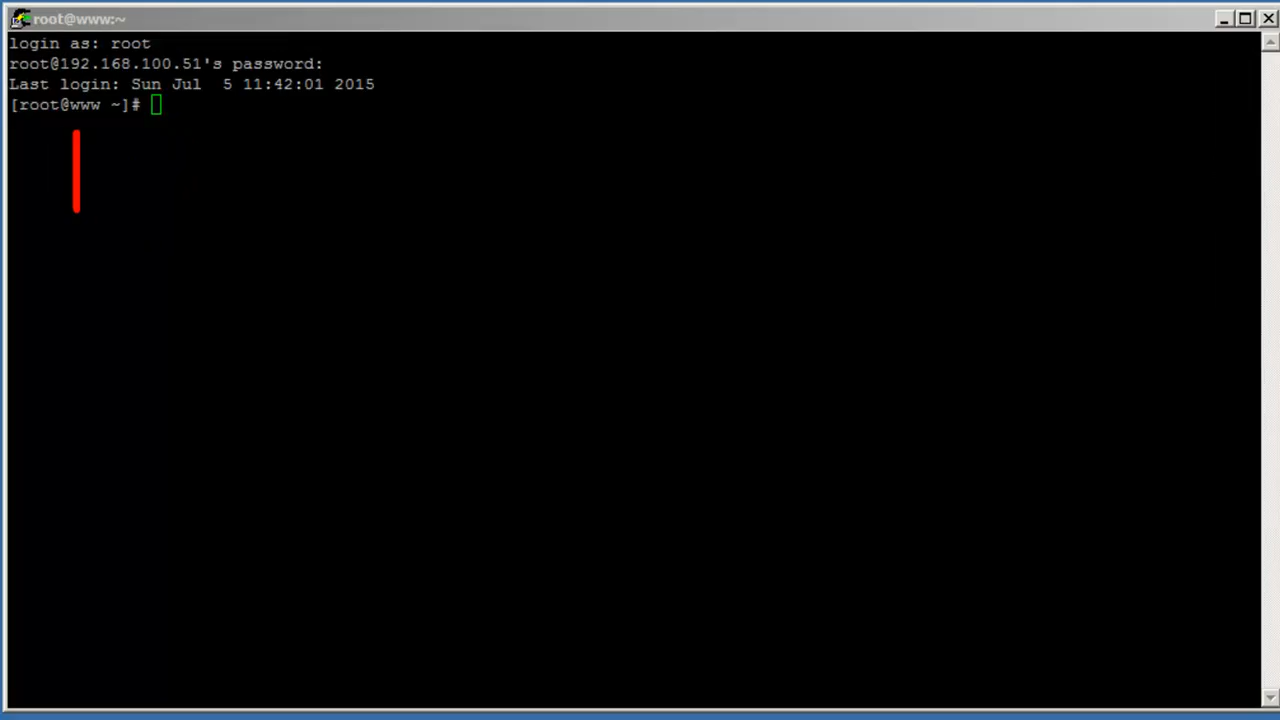 root@www:~
login as: root
root@192.168.100.51's password:
Last login: Sun Jul  5 11:42:01 2015
[root@www ~]#